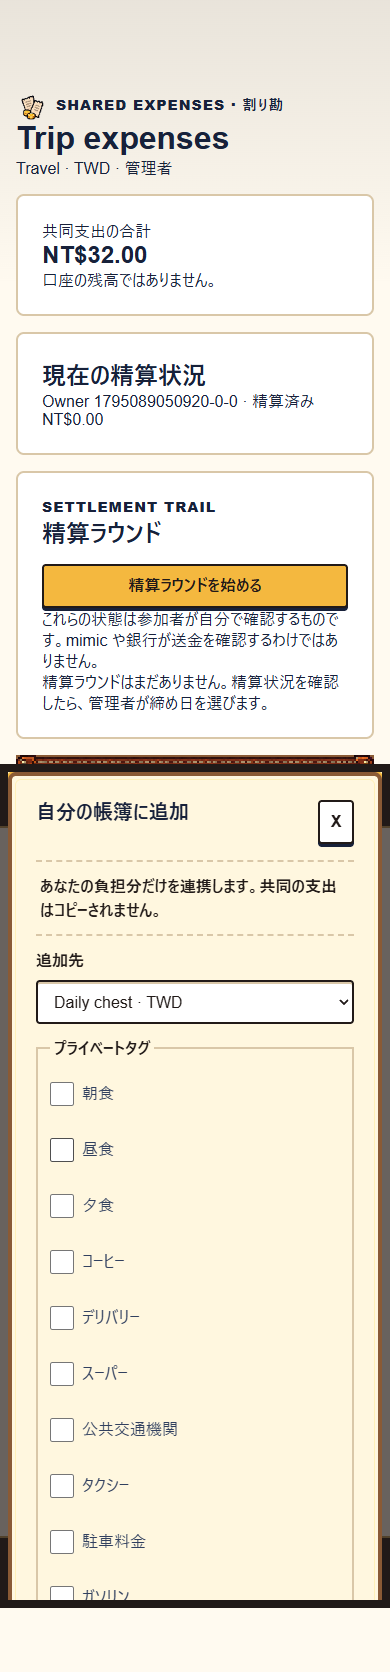 SHARED EXPENSES · 割り勘
Trip expenses
Travel · TWD · 管理者
共同支出の合計
NT$32.00
口座の残高ではありません。
現在の精算状況
Owner 1795089050920-0-0 · 精算済み
NT$0.00
SETTLEMENT TRAIL
精算ラウンド
精算ラウンドを始める
これらの状態は参加者が自分で確認するもので
す。mimic や銀行が送金を確認するわけではあ
りません。
精算ラウンドはまだありません。精算状況を確認
したら、管理者が締め日を選びます。
自分の帳簿に追加
X
あなたの負担分だけを連携します。共同の支出
はコピーされません。
追加先
Daily chest · TWD
プライベートタグ
朝食
昼食
夕食
コーヒー
デリバリー
スーパー
公共交通機関
タクシー
駐車料金
ガソリン